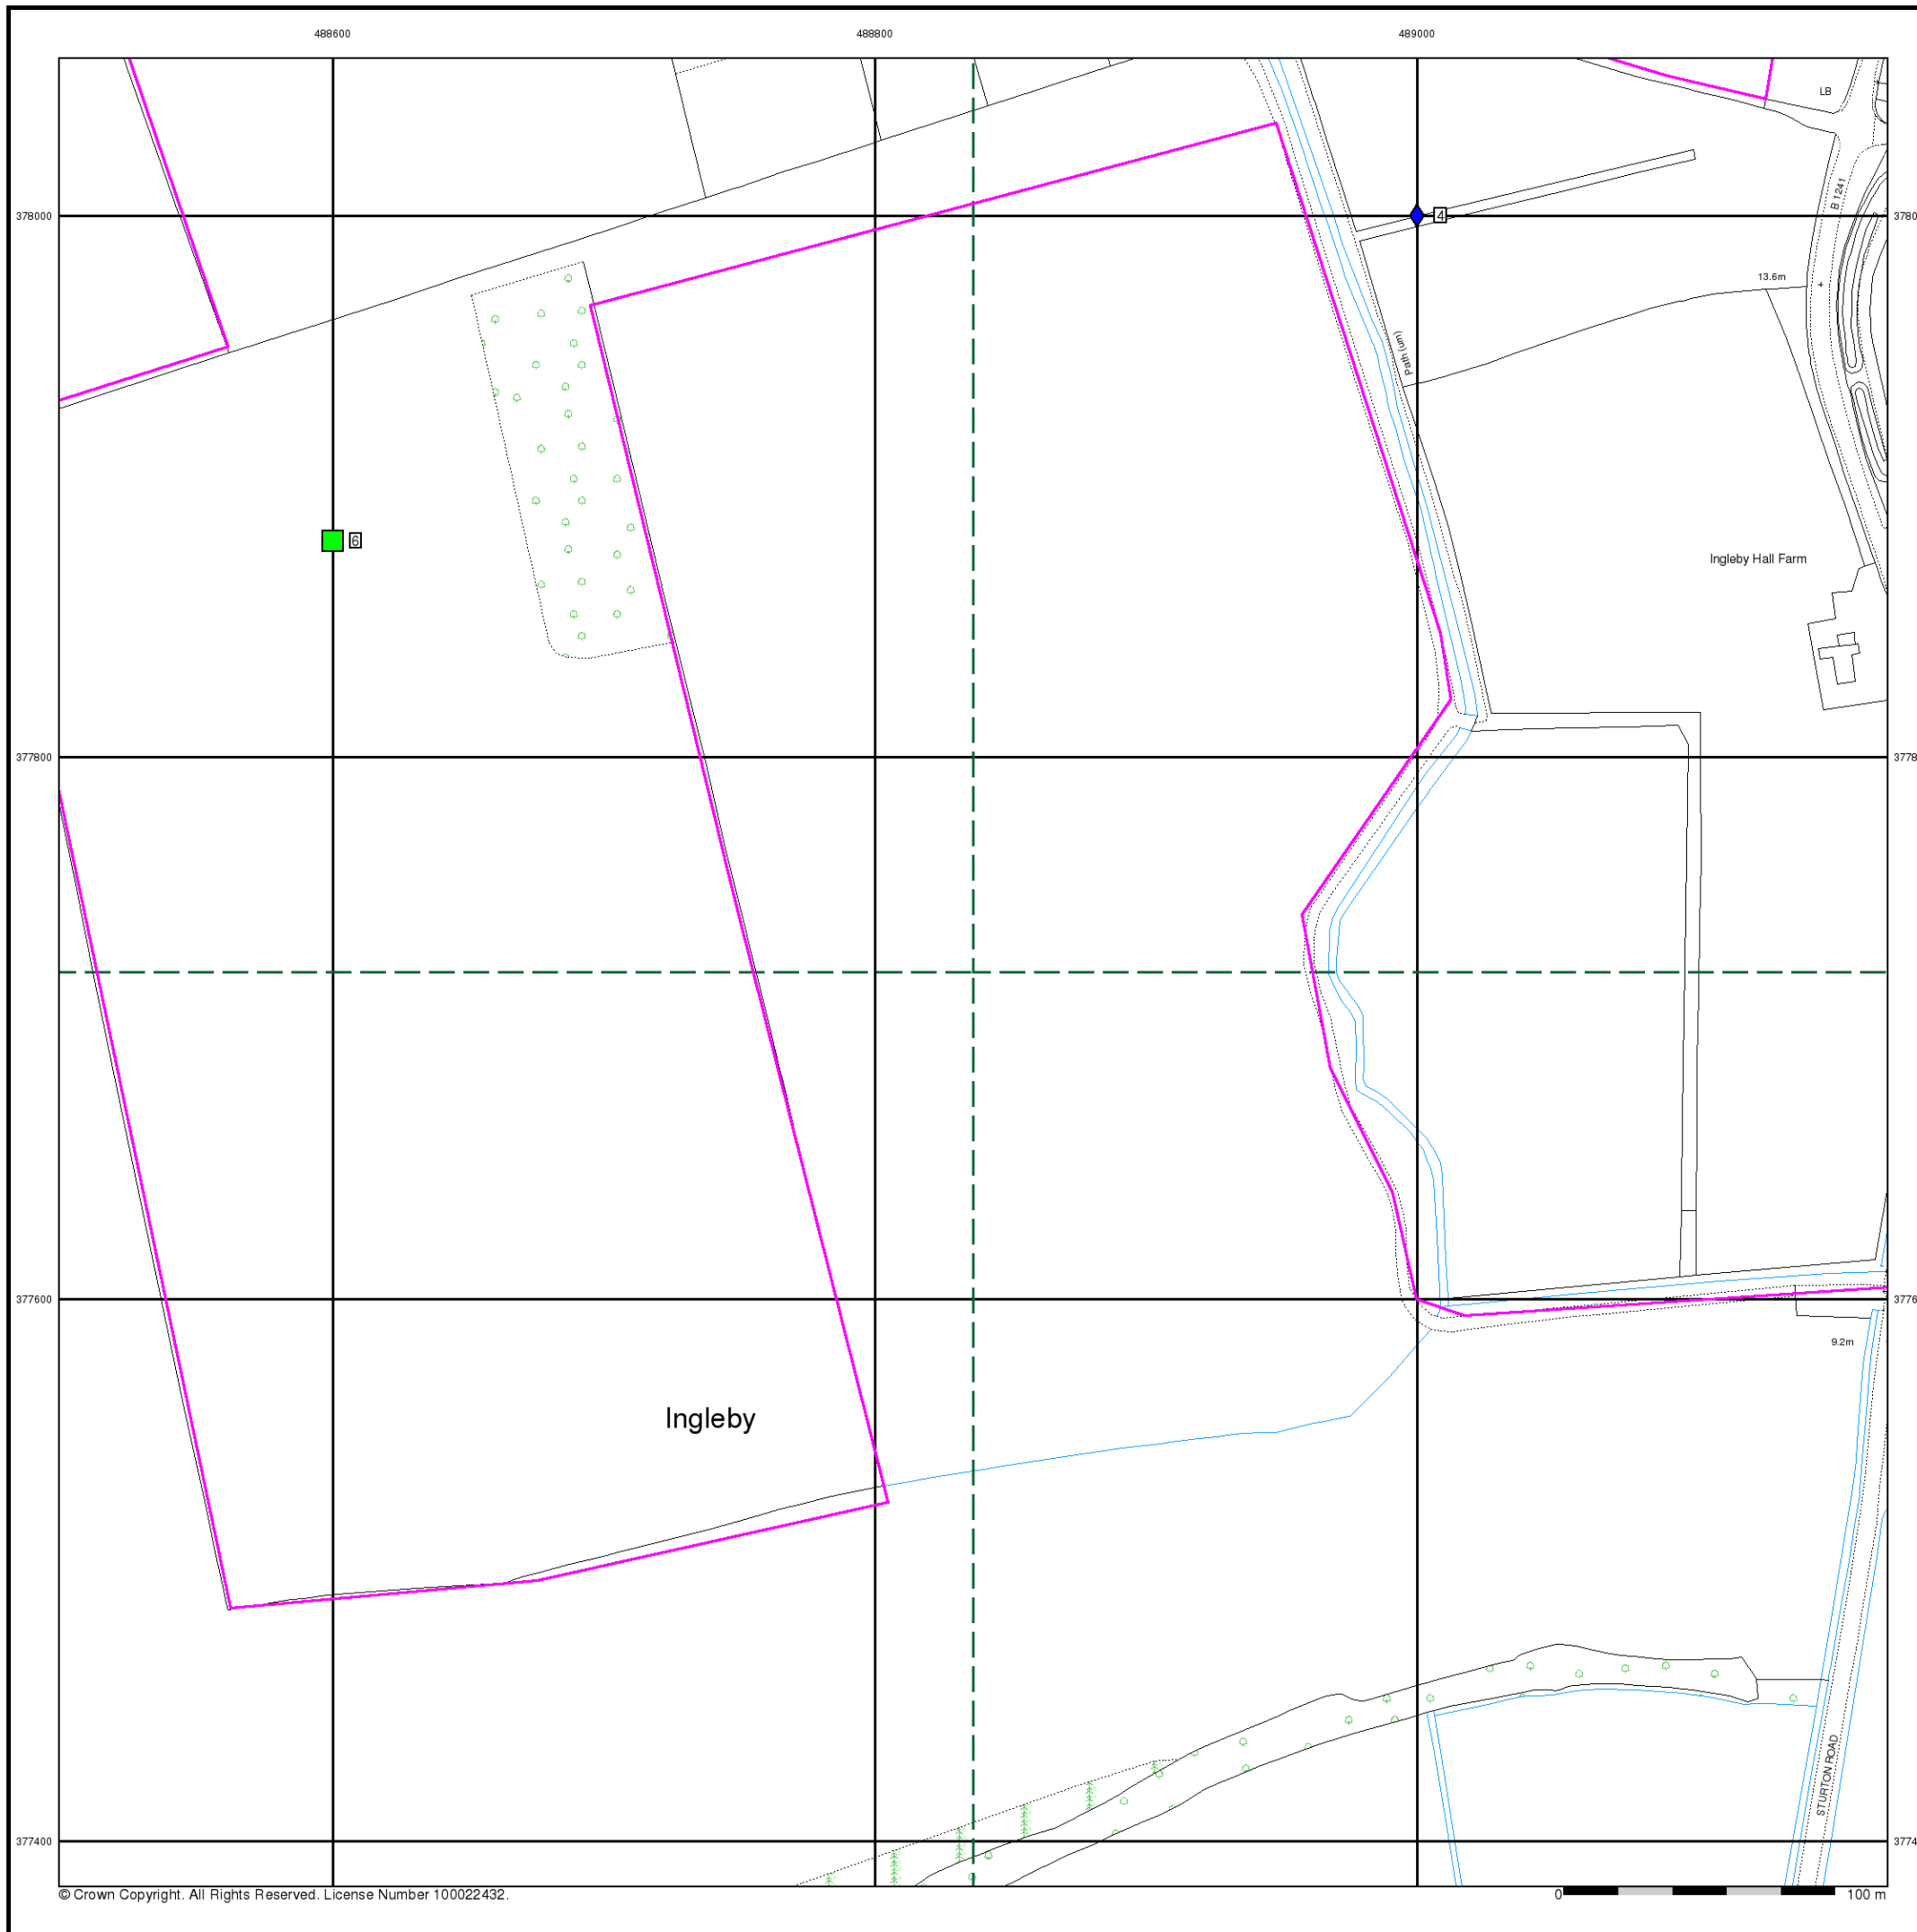 488600
488800
489000
LB
B 1241
378000
4
3780
13.6m
Path (um)
6
Ingleby Hall Farm
377800
3778
377600
3776
9.2m
Ingleby
STURTON ROAD
377400
3774
© Crown Copyright. All Rights Reserved. License Number 100022432.
0
100 m